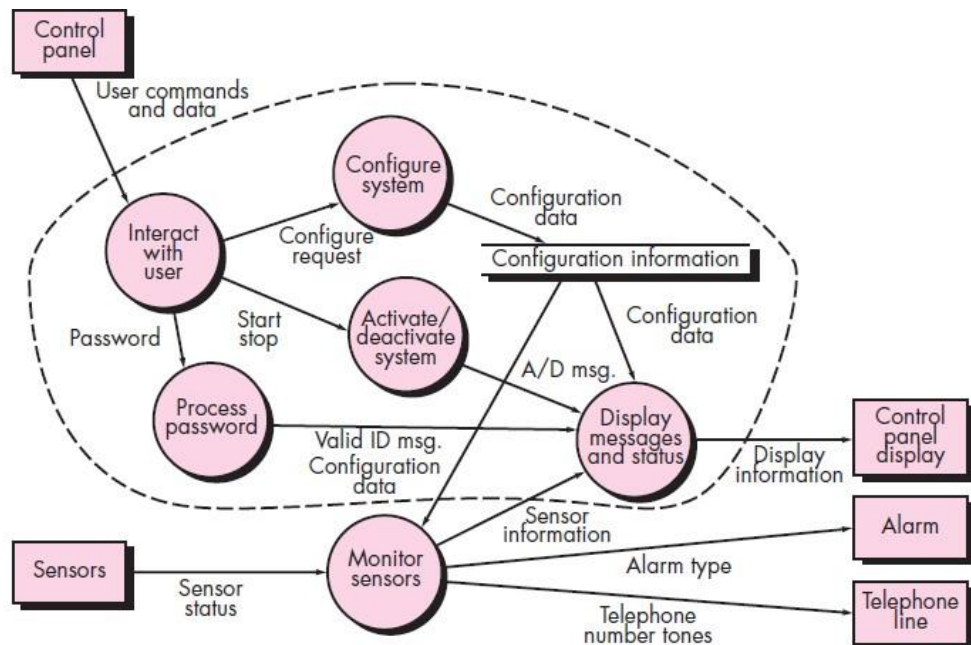 Control
panel
User commands
and data
Configure
system
Configuration
data
Interact
with
user
Configure
request
Configuration information
Password
Start
stop
Activate/
deactivate
system
Configuration
data
A/D msg.
Process
password
Valid ID msg.
Configuration
data
Display
messages
and status
Control
panel
display
Display
information
Sensors
Sensor
status
Monitor
sensors
Sensor
information
Alarm
Alarm type
Telephone
number tones
Telephone
line